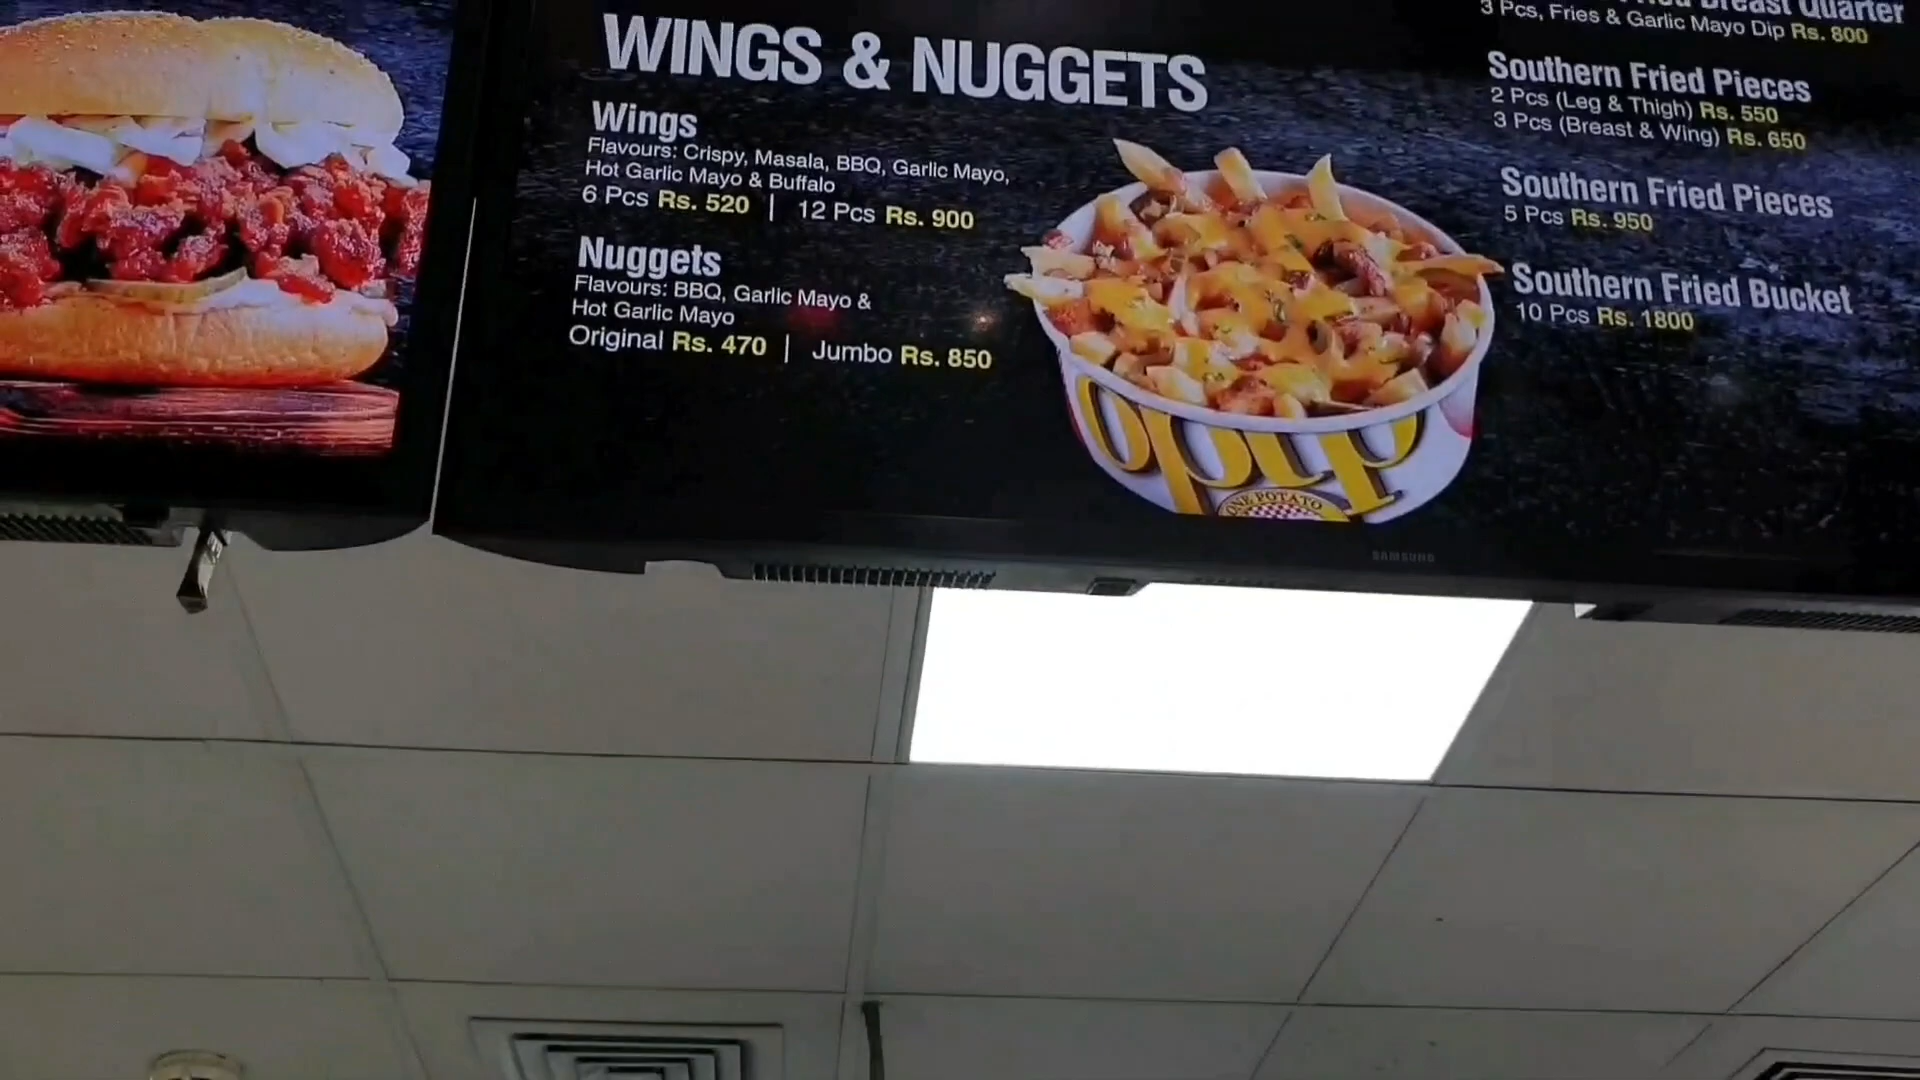 WINGS & NUGGETS
Wings
Flavours: Crispy, Masala, BBQ, Garlic Mayo,
Hot Garlic Mayo & Buffalo
6 Pcs Rs. 520 | 12 Pcs Rs. 900
Nuggets
Flavours: BBQ, Garlic Mayo &
Hot Garlic Mayo
Original Rs. 470 | Jumbo Rs. 850
Breast Quarter
3 Pcs, Fries & Garlic Mayo Dip Rs. 800
Southern Fried Pieces
2 Pcs (Leg & Thigh) Rs. 550
3 Pcs (Breast & Wing) Rs. 650
Southern Fried Pieces
5 Pcs Rs. 950
Southern Fried Bucket
10 Pcs Rs. 1800
OPTP
ONE POTATO
SAMSUNG